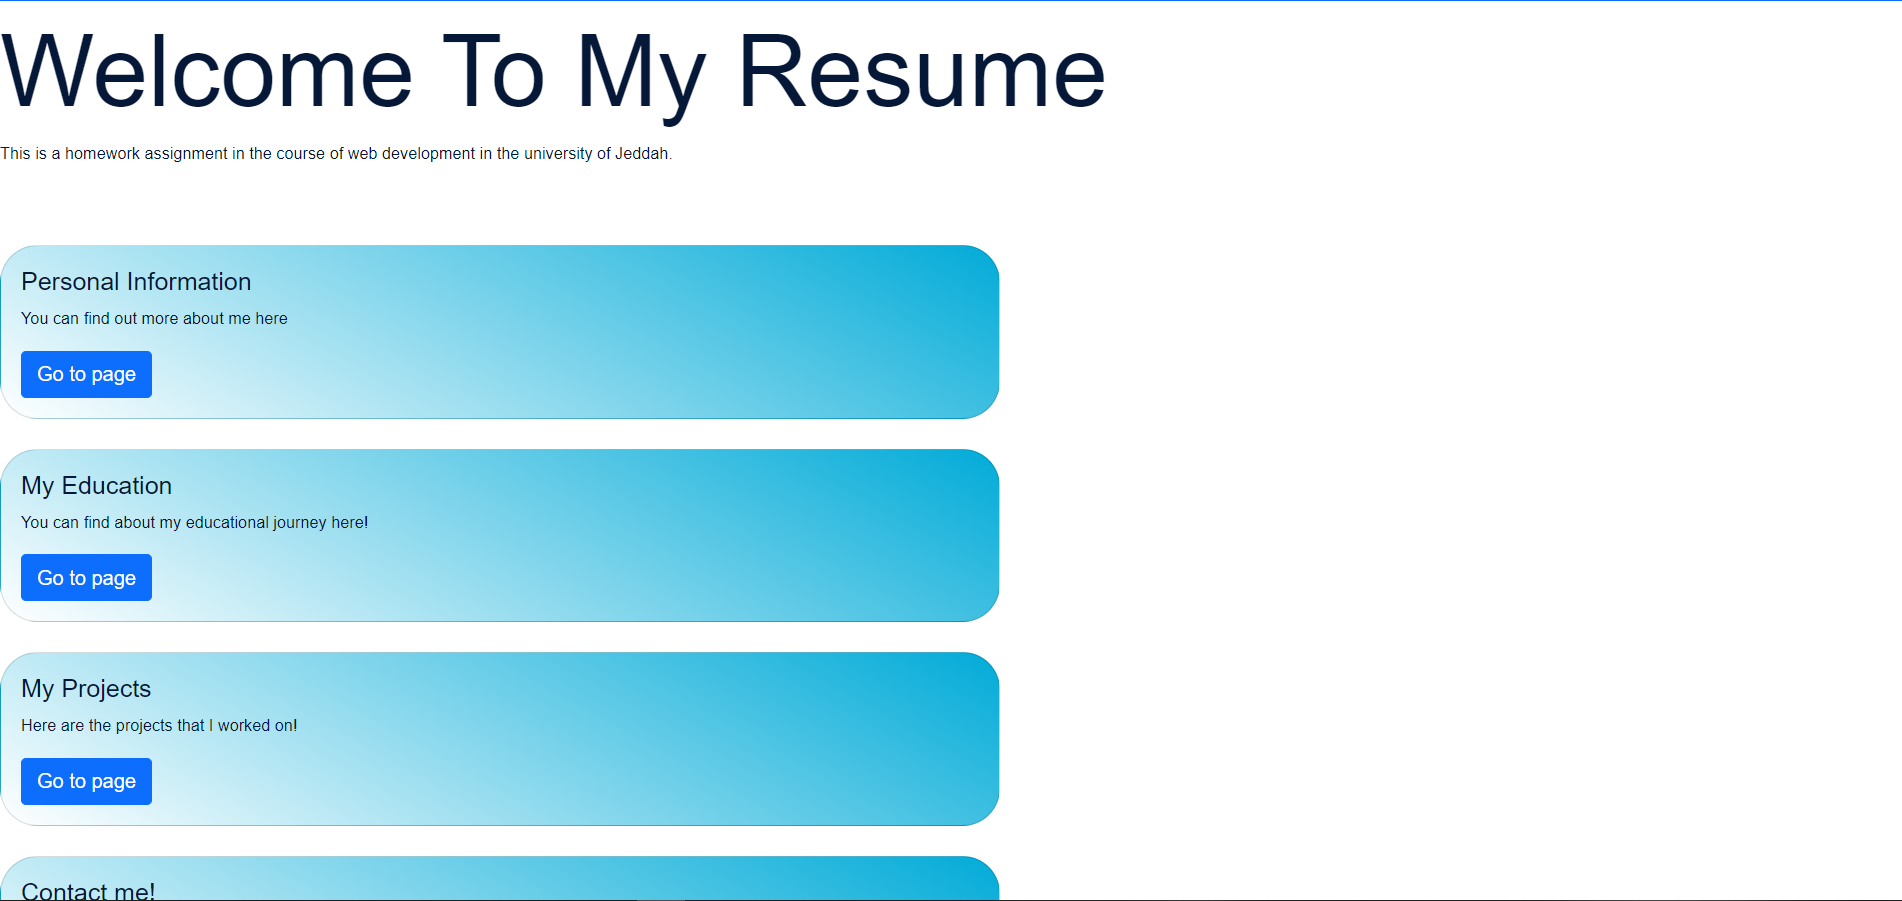 Welcome To My Resume
This is a homework assignment in the course of web development in the university of Jeddah.
Personal Information
You can find out more about me here
Go to page
My Education
You can find about my educational journey here!
Go to page
My Projects
Here are the projects that I worked on!
Go to page
Contact me!